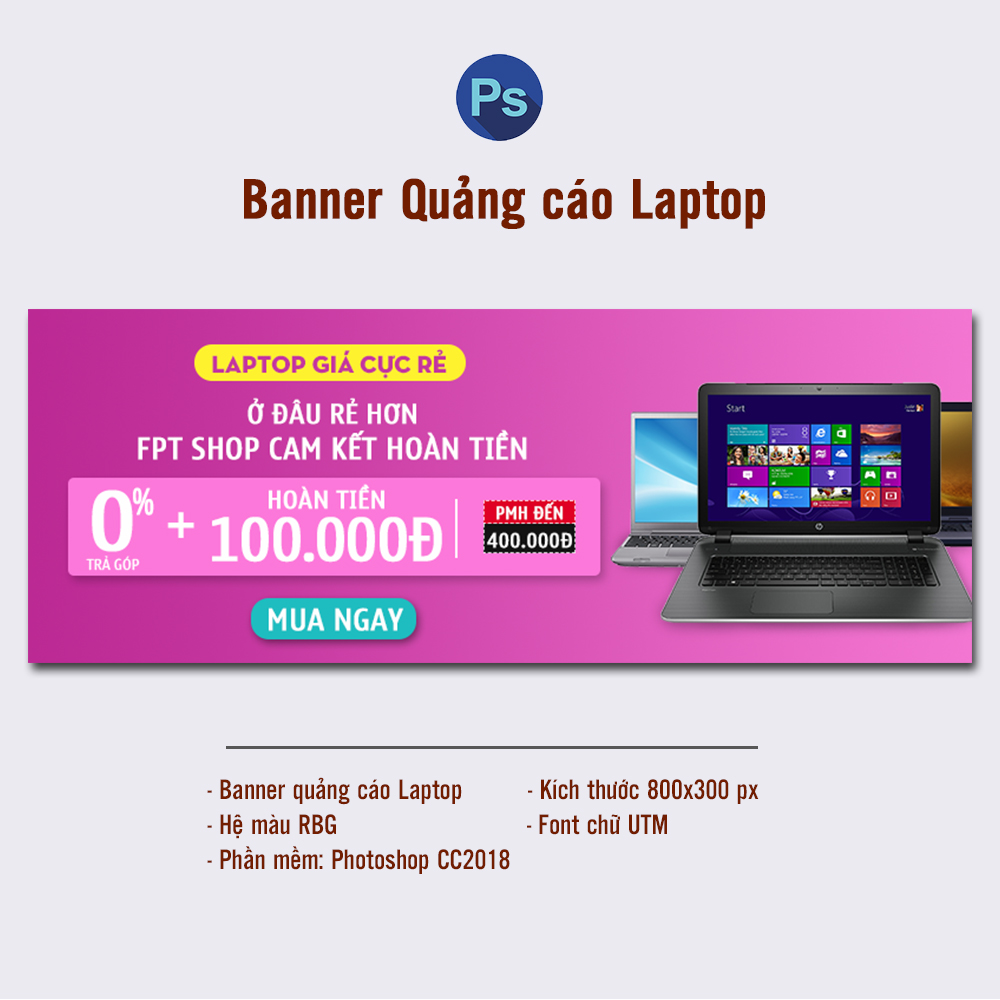 Ps
Banner Quảng cáo Laptop
LAPTOP GIÁ CỰC RẺ
Ở ĐÂU RẺ HƠN
FPT SHOP CAM KẾT HOÀN TIỀN
0%
TRẢ GÓP
+
HOÀN TIỀN
100.000Đ
PMH ĐẾN
400.000Đ
MUA NGAY
Start
hp
- Banner quảng cáo Laptop
- Hệ màu RBG
- Phần mềm: Photoshop CC2018
- Kích thước 800x300 px
- Font chữ UTM